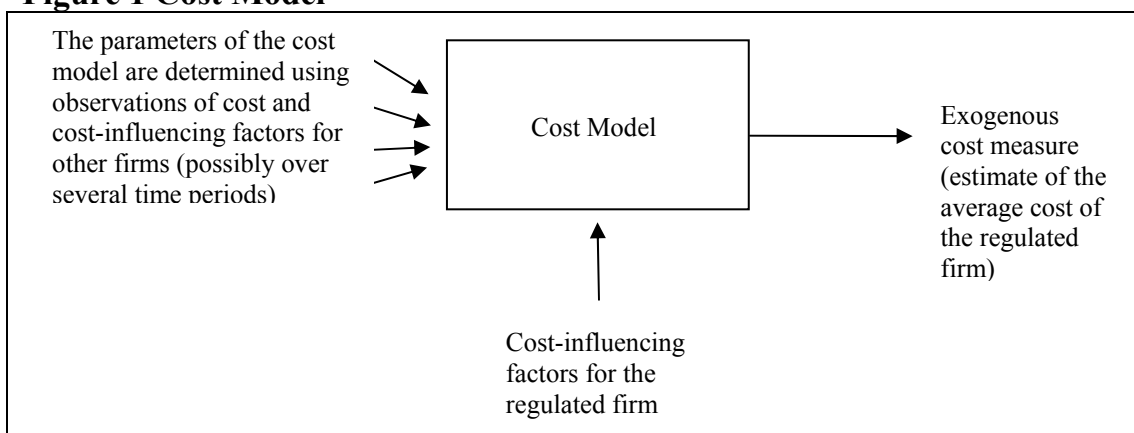 Figure 1 Cost Model
The parameters of the cost
model are determined using
observations of cost and
cost-influencing factors for
other firms (possibly over
several time periods)
Cost Model
Exogenous
cost measure
(estimate of the
average cost of
the regulated
firm)
Cost-influencing
factors for the
regulated firm